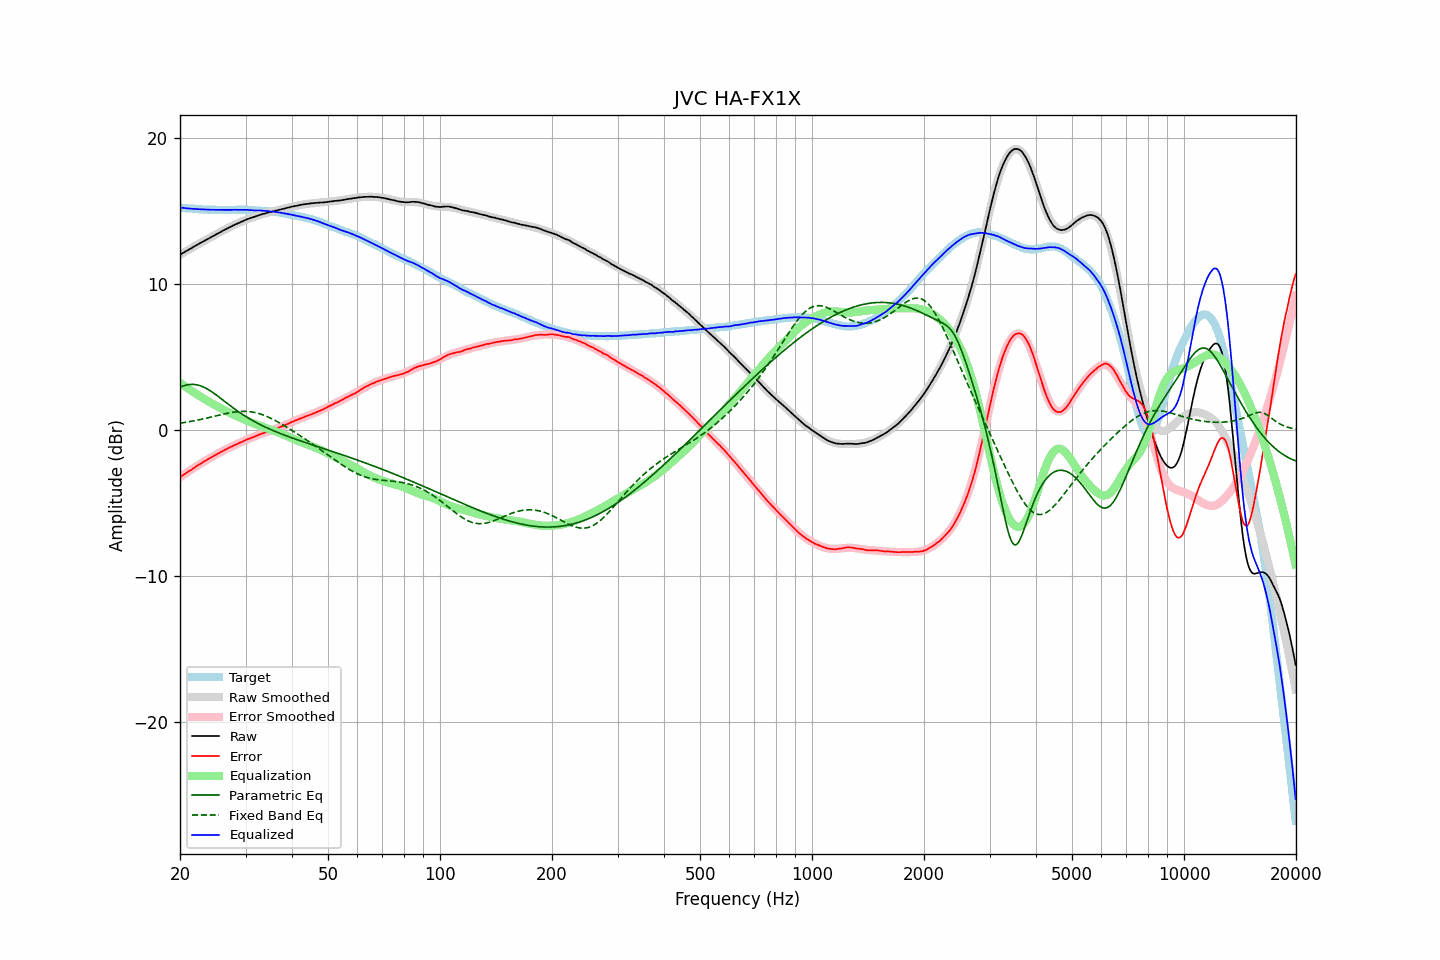 JVC HA-FX1X
Amplitude (dBr)
20
10
0
−10
−20
Target
Raw Smoothed
Error Smoothed
Raw
Error
Equalization
Parametric Eq
Fixed Band Eq
Equalized
20 50 100 200 500 1000 2000 5000 10000 20000
Frequency (Hz)